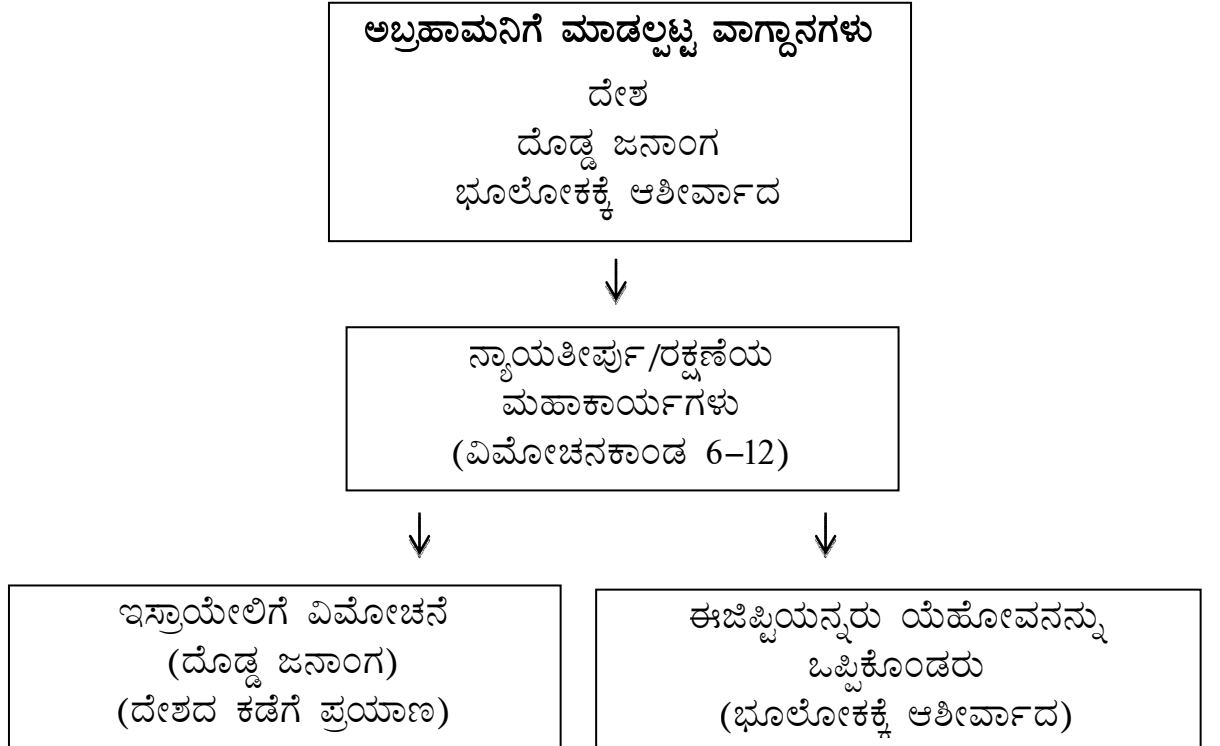 ಅಬ್ರಹಾಮನಿಗೆ ಮಾಡಲ್ಪಟ್ಟ ವಾಗ್ದಾನಗಳು
ದೇಶ
ದೊಡ್ಡ ಜನಾಂಗ
ಭೂಲೋಕಕ್ಕೆ ಆಶೀರ್ವಾದ
ನ್ಯಾಯತೀರ್ಪು/ರಕ್ಷಣೆಯ
ಮಹಾಕಾರ್ಯಗಳು
(ವಿಮೋಚನಕಾಂಡ 6–12)
ಇಸ್ರಾಯೇಲಿಗೆ ವಿಮೋಚನೆ
(ದೊಡ್ಡ ಜನಾಂಗ)
(ದೇಶದ ಕಡೆಗೆ ಪ್ರಯಾಣ)
ಈಜಿಪ್ಟಿಯನ್ನರು ಯೆಹೋವನನ್ನು
ಒಪ್ಪಿಕೊಂಡರು
(ಭೂಲೋಕಕ್ಕೆ ಆಶೀರ್ವಾದ)